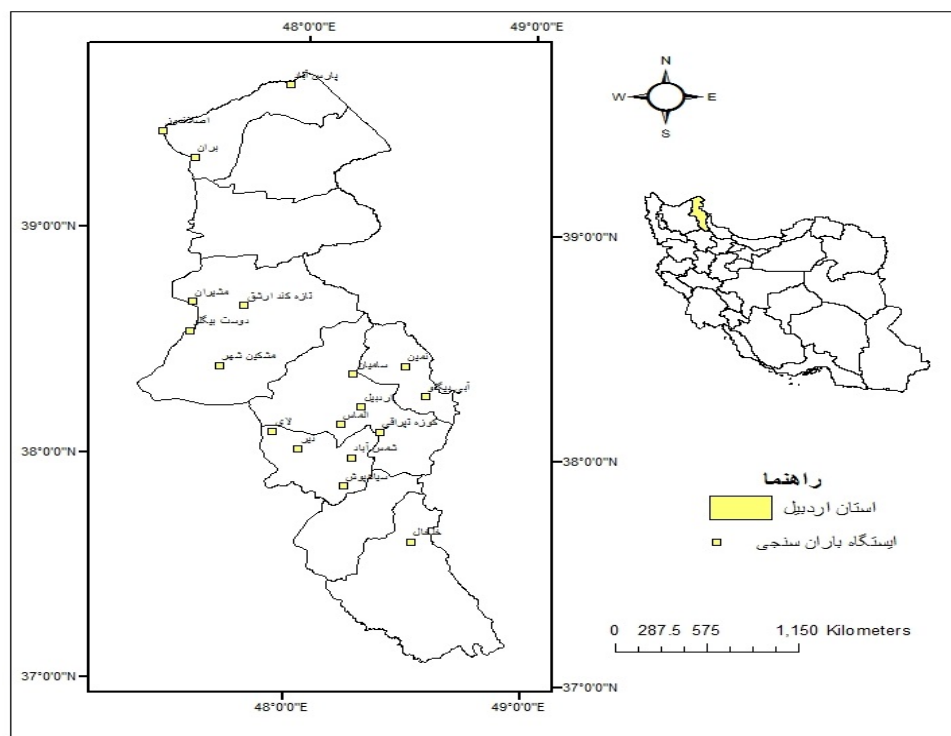 48°0'0"E
49°0'0"E
پارس آباد
اصلاندوز
بران
39°0'0"N
39°0'0"N
مشیران
تازه کند ارشق
دوست بیگلو
مشکین شهر
نمین
سامیان
آبی بیگلو
اردبیل
الماس
کوزه تپراقی
لای
نیر
38°0'0"N
شمس آباد
38°0'0"N
سیاهپوش
خلخال
37°0'0"N
37°0'0"N
48°0'0"E
49°0'0"E
N
W E
S
راهنما
استان اردبیل
ایستگاه باران سنجی
0 287.5 575 1,150 Kilometers